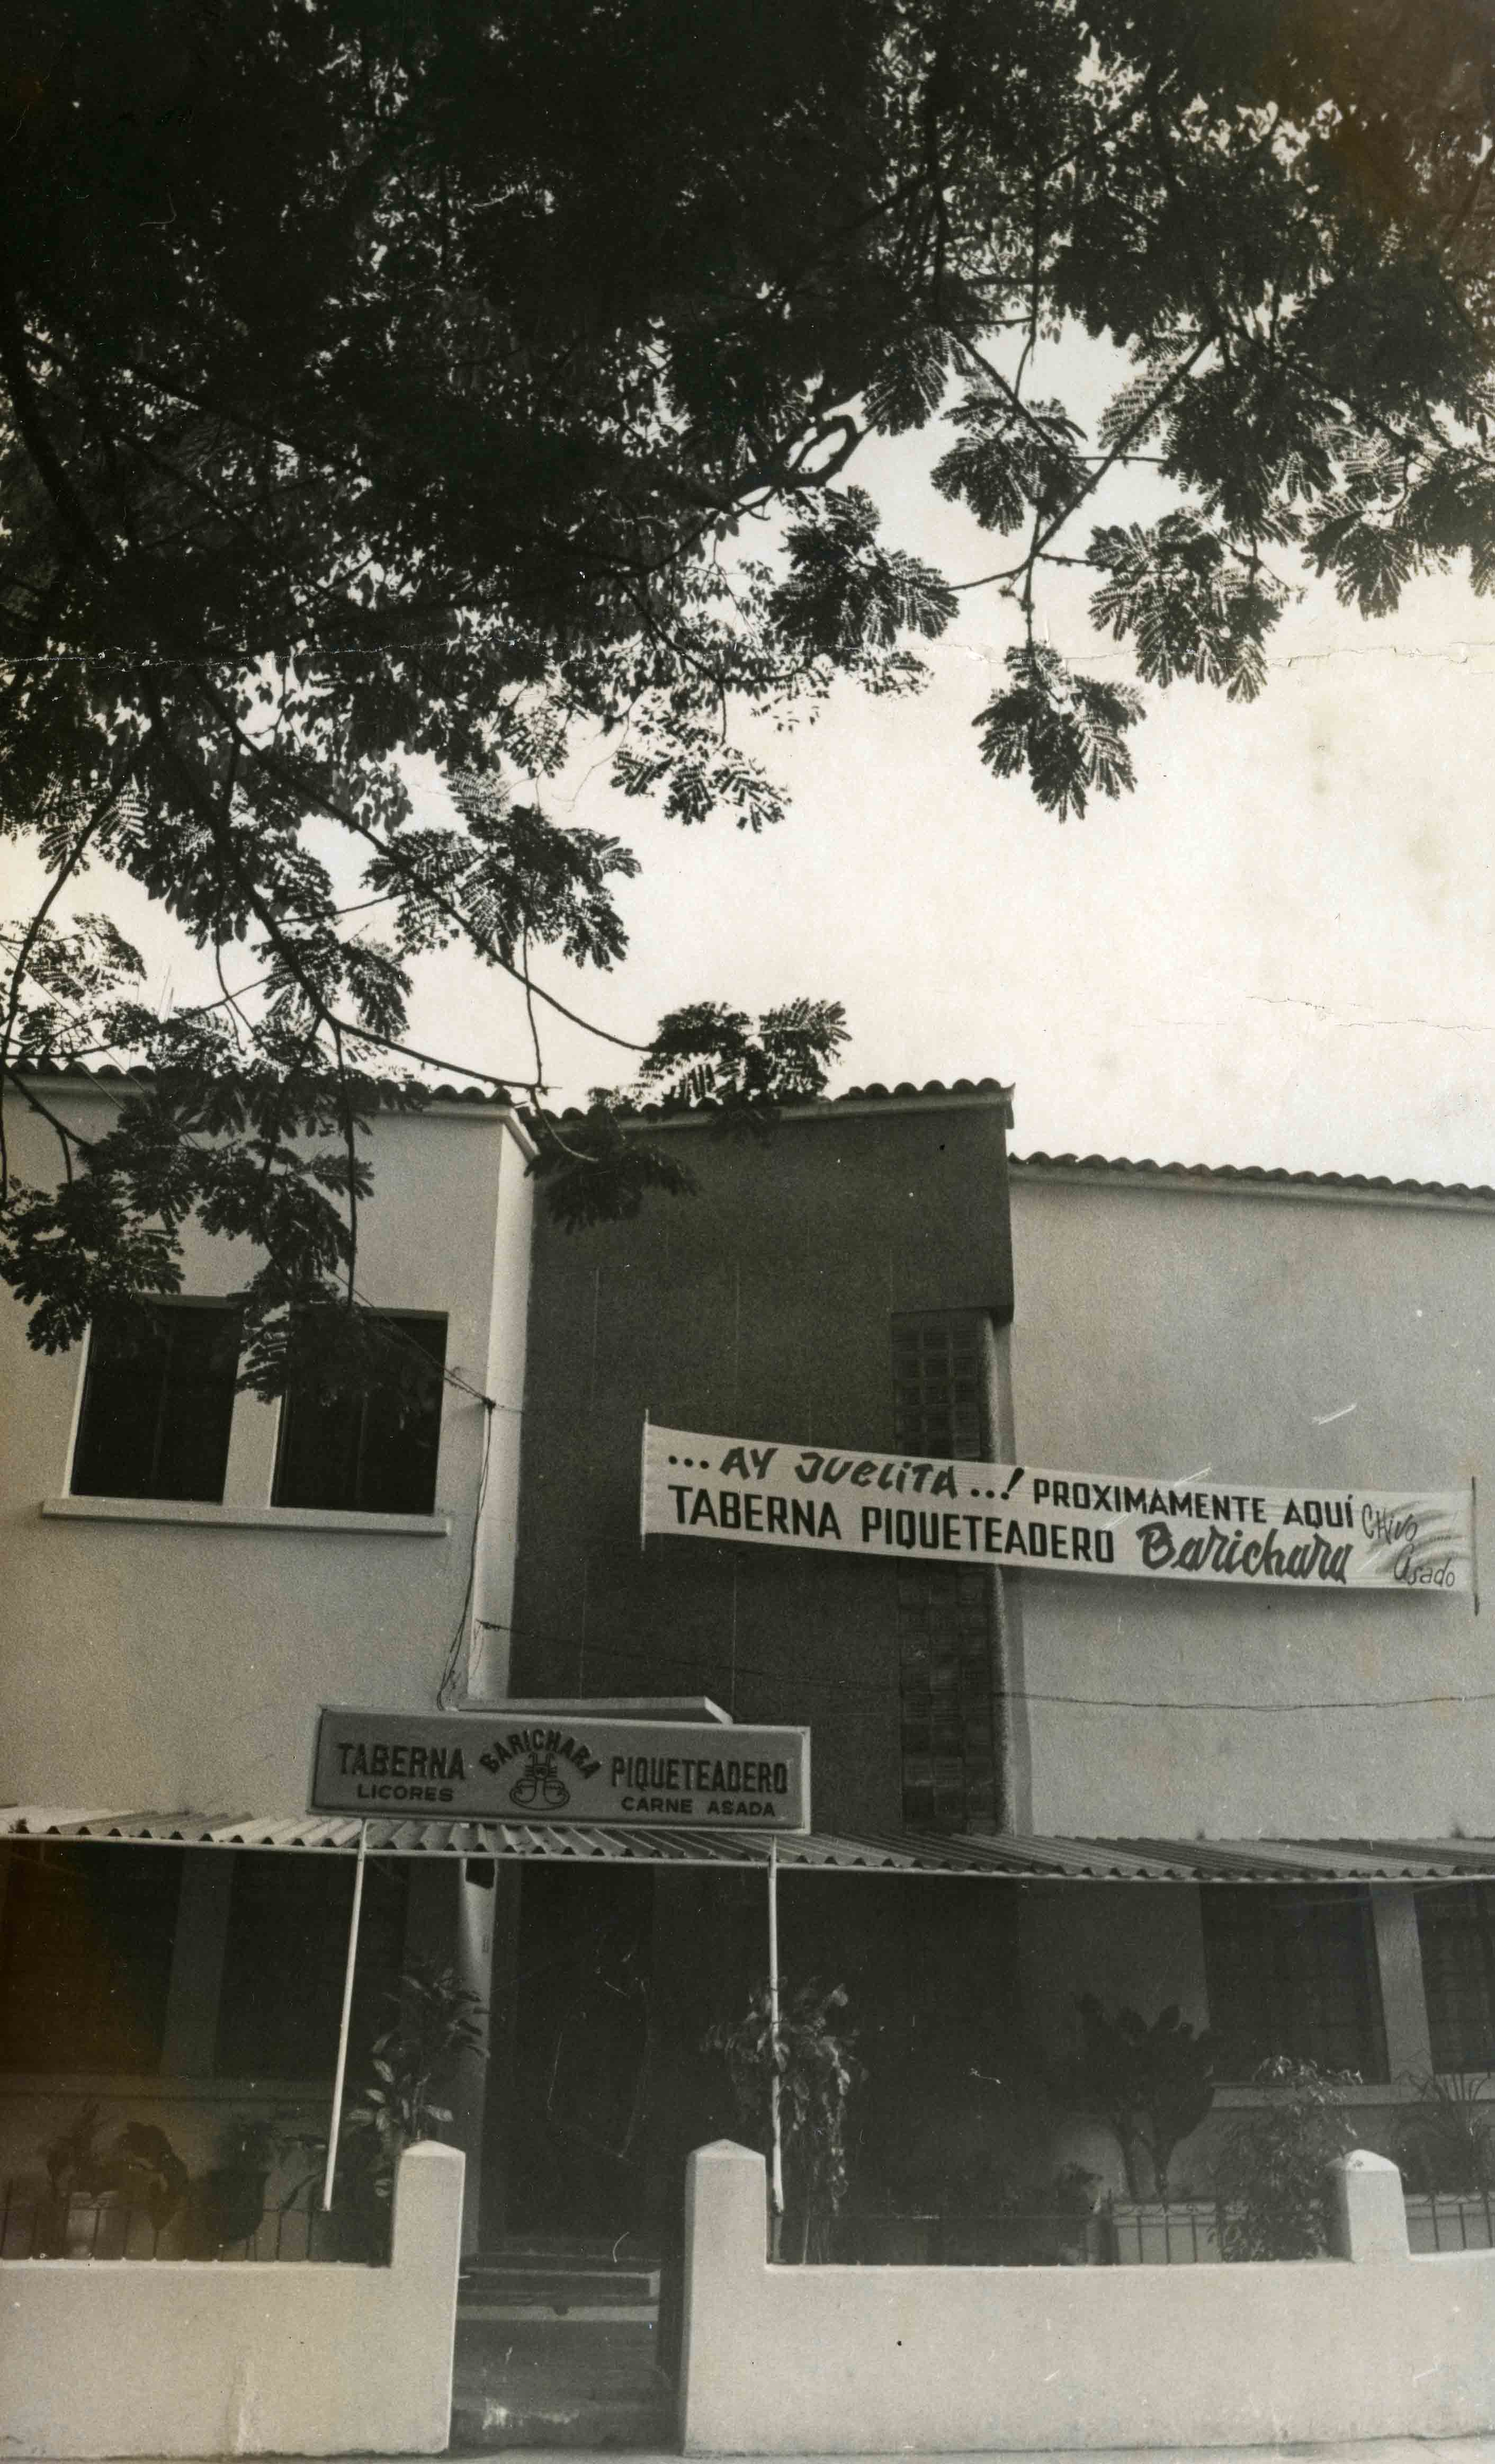 ...AY JUELITA...! PROXIMAMENTE AQUÍ CHIVO
TABERNA PIQUETEADERO Barichara Asado
TABERNA BARICHARA PIQUETEADERO
LICORES CARNE ASADA